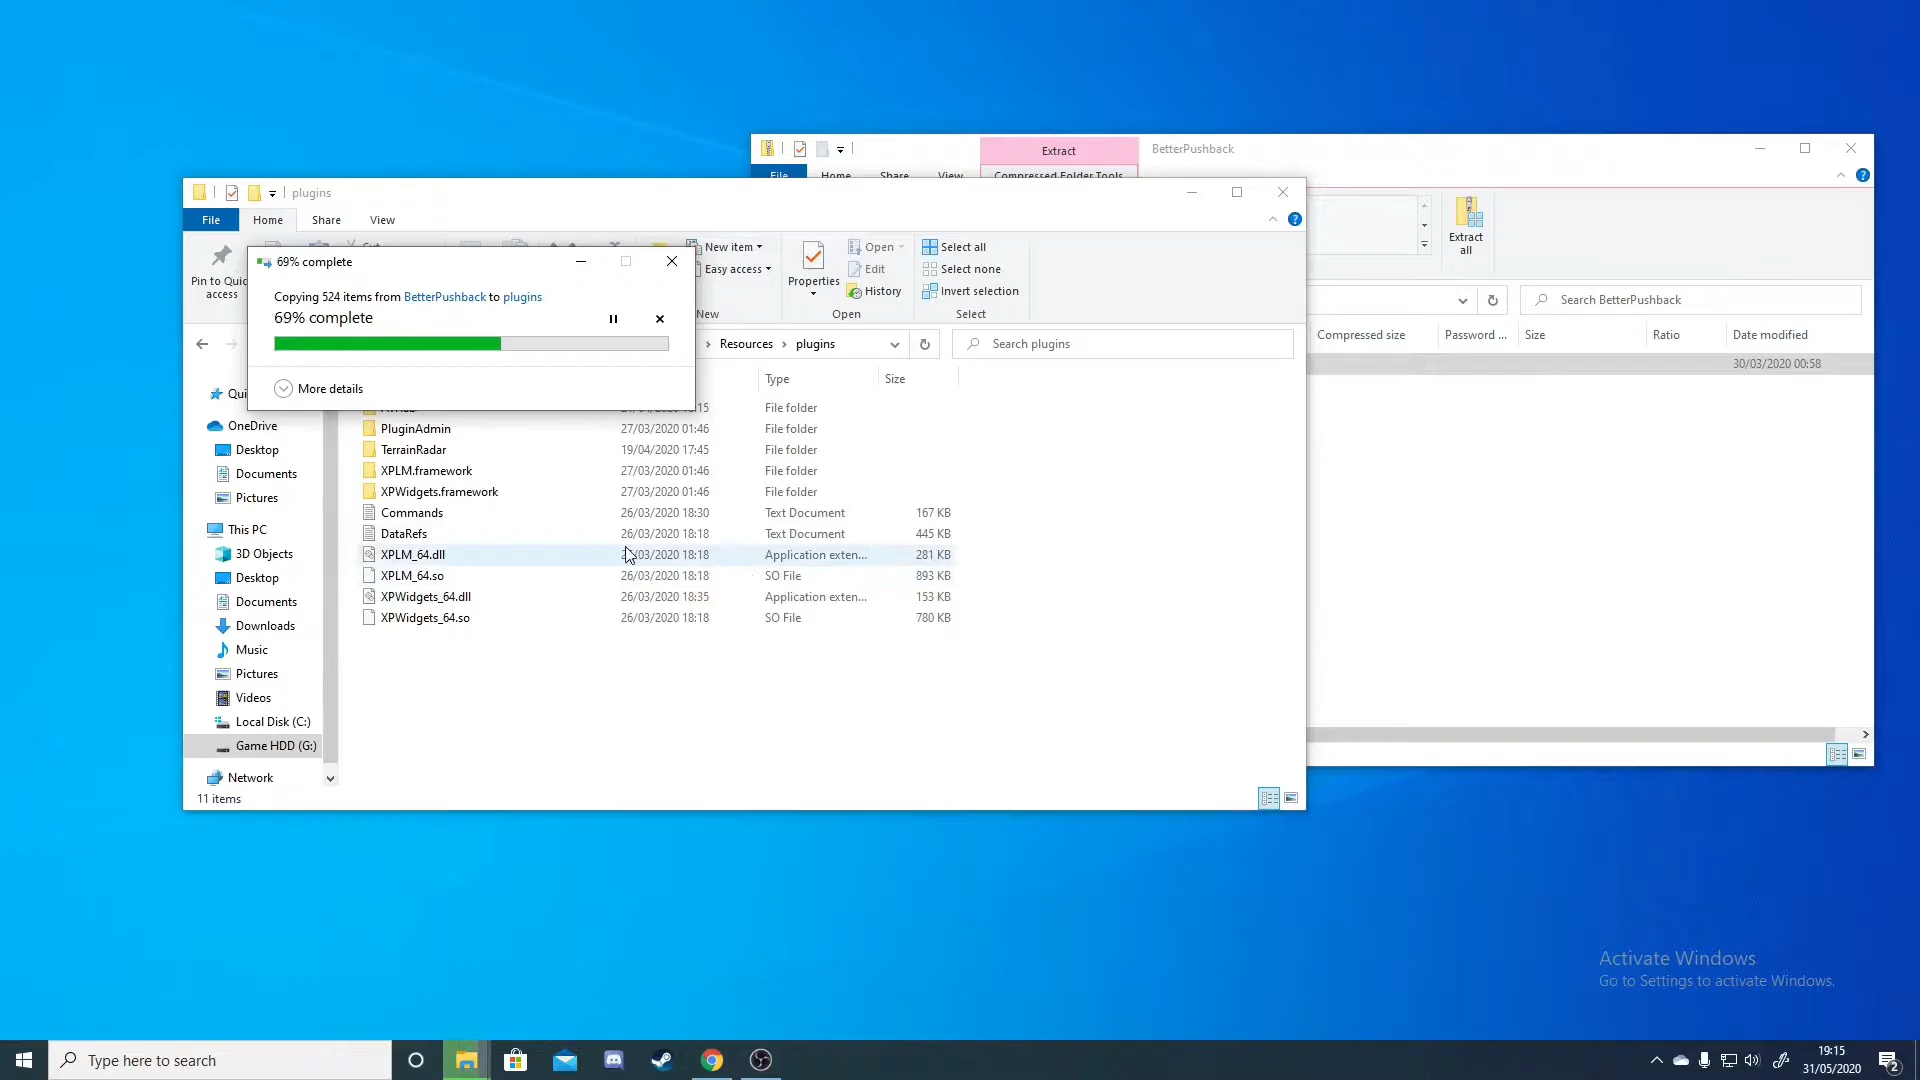 Extract
BetterPushback
File
Home
Share
View
Compressed Folder Tools
plugins
File
Home
Share
View
Extract
all
Pin to Quic
access
New item
Easy access
New
Properties
Open
Edit
History
Open
Select all
Select none
Invert selection
Select
69% complete
Copying 524 items from BetterPushback to plugins
69% complete
More details
Search BetterPushback
Resources
plugins
Search plugins
Compressed size
Password ...
Size
Ratio
Date modified
30/03/2020 00:58
Type
Size
Qui
OneDrive
Desktop
Documents
Pictures
This PC
3D Objects
Desktop
Documents
Downloads
Music
Pictures
Videos
Local Disk (C:)
Game HDD (G:)
Network
11 items
File folder
PluginAdmin 27/03/2020 01:46 File folder
TerrainRadar 19/04/2020 17:45 File folder
XPLM.framework 27/03/2020 01:46 File folder
XPWidgets.framework 27/03/2020 01:46 File folder
Commands 26/03/2020 18:30 Text Document 167 KB
DataRefs 26/03/2020 18:18 Text Document 445 KB
XPLM_64.dll /03/2020 18:18 Application exten... 281 KB
XPLM_64.so 26/03/2020 18:18 SO File 893 KB
XPWidgets_64.dll 26/03/2020 18:35 Application exten... 153 KB
XPWidgets_64.so 26/03/2020 18:18 SO File 780 KB
Activate Windows
Go to Settings to activate Windows.
Type here to search
19:15
31/05/2020
2